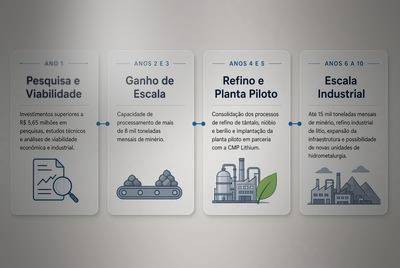 ANO 1
Pesquisa e
Viabilidade
Investimentos superiores a
R$ 5,65 milhões em
pesquisas, estudos técnicos
e análises de viabilidade
econômica e industrial.
ANOS 2 E 3
Ganho de
Escala
Capacidade de
processamento de mais
de 8 mil toneladas
mensais de minério.
ANOS 4 E 5
Refino e
Planta Piloto
Consolidação dos processos
de refino de tântalo, nióbio
e berílio e implantação da
planta piloto em parceria
com a CMP Lithium.
ANOS 6 A 10
Escala
Industrial
Até 15 mil toneladas mensais
de minério, refino industrial
de lítio, expansão da
infraestrutura e possibilidade
de novas unidades de
hidrometalurgia.